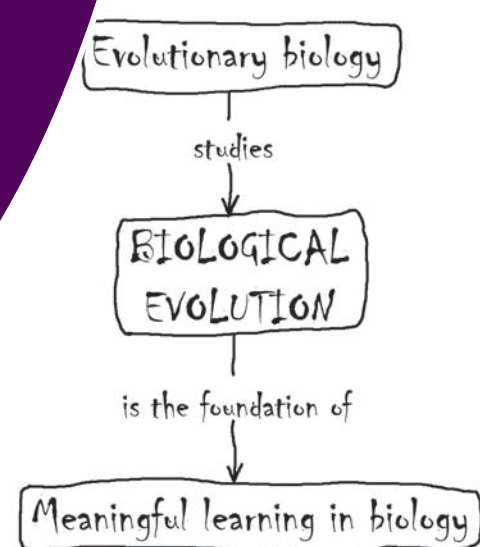 Evolutionary biology
studies
BIOLOGICAL
EVOLUTION
is the foundation of
Meaningful learning in biology